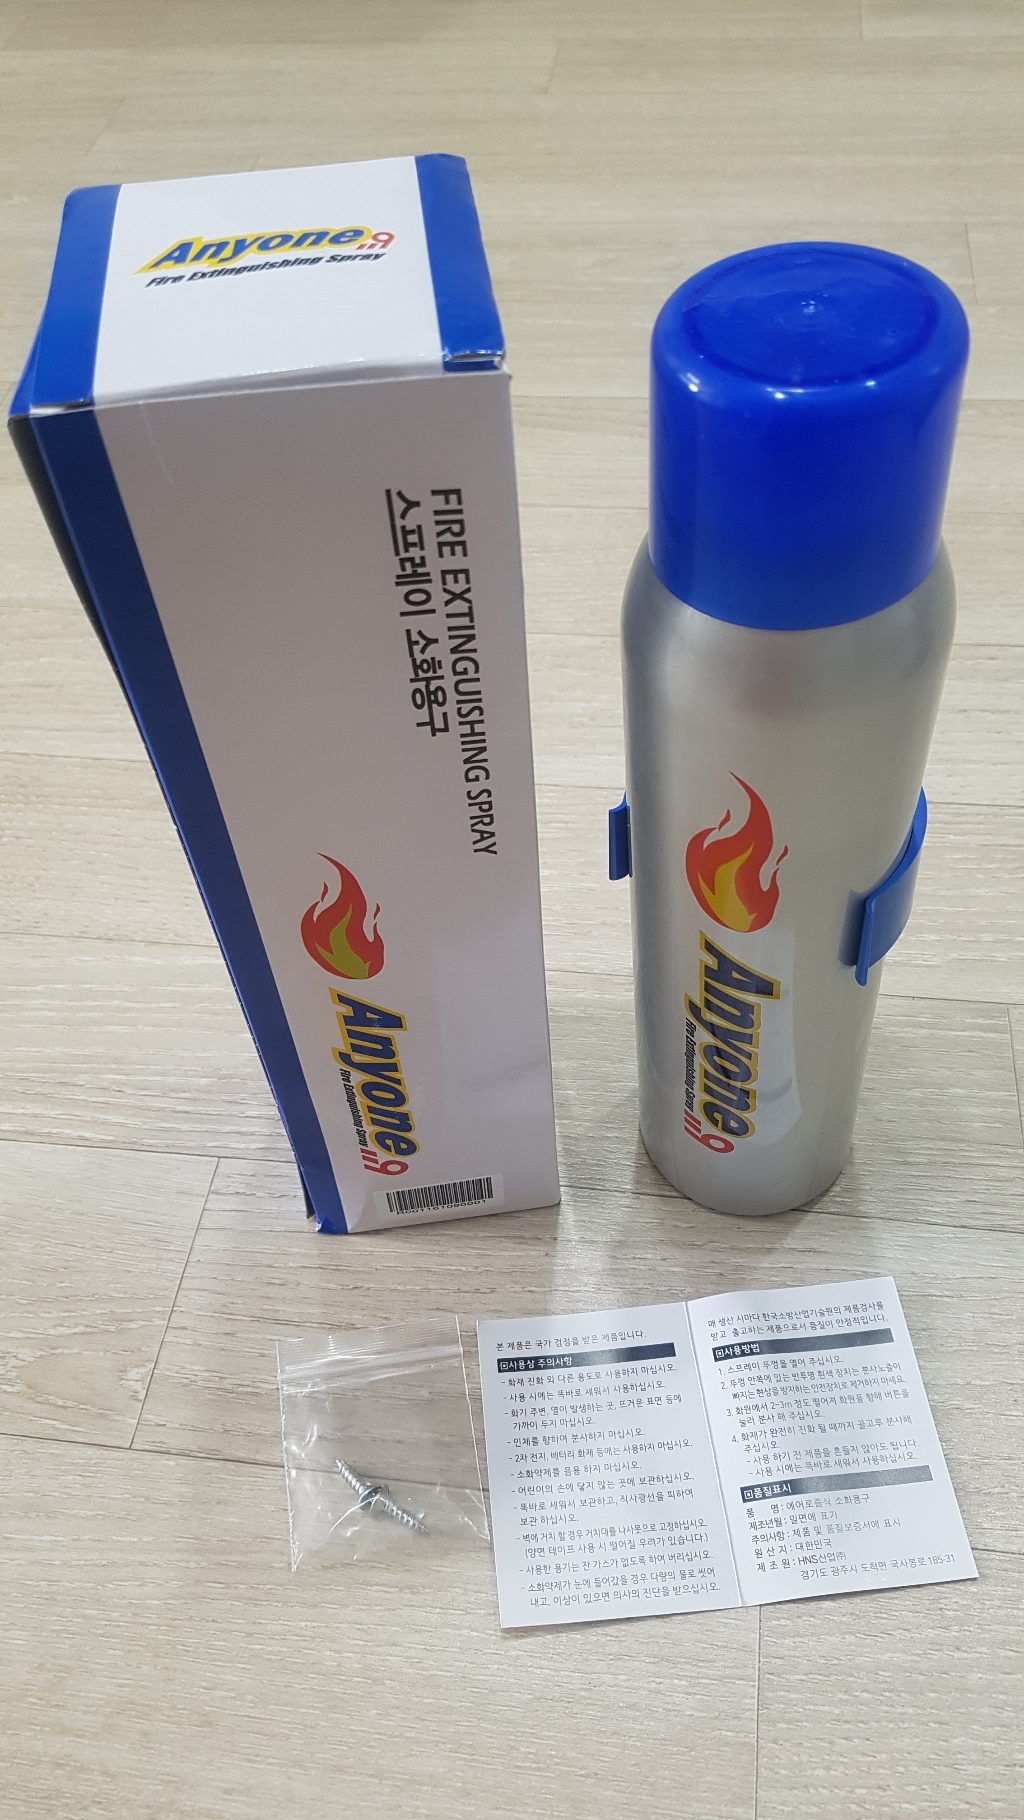 Anyone
Fire Extinguishing Spray
FIRE EXTINGUISHING SPRAY
스프레이 소화용구
Anyone
Fire Extinguishing Spray
Anyone
Fire Extinguishing Spray
본 제품은 국가 검정을 받은 제품입니다.
사용상 주의사항
- 화재 진화 외 다른 용도로 사용하지 마십시오.
- 사용 시에는 똑바로 세워서 사용하십시오.
- 화기 주변, 열이 발생하는 곳, 뜨거운 표면 등에
가까이 두지 마십시오.
- 인체를 향하여 분사하지 마십시오.
- 2차 전지, 배터리 화재 등에는 사용하지 마십시오.
- 소화약제를 음용 하지 마십시오.
- 어린이의 손에 닿지 않는 곳에 보관하십시오.
- 똑바로 세워서 보관하고, 직사광선을 피하여
보관 하십시오.
- 벽에 거치 할 경우 거치대를 나사못으로 고정하십시오.
(양면 테이프 사용 시 떨어질 우려가 있습니다.)
- 사용한 용기는 잔 가스가 없도록 하여 버리십시오.
- 소화약제가 눈에 들어갔을 경우 다량의 물로 씻어
내고, 이상이 있으면 의사의 진단을 받으십시오.
매 생산 시마다 한국소방산업기술원의 제품검사를
받고 출고하는 제품으로서 품질이 안정적입니다.
사용방법
1. 스프레이 뚜껑을 열어 주십시오.
2. 뚜껑 안쪽에 있는 반투명 흰색 장치는 분사노즐이
빠지는 현상을 방지하는 안전장치로 제거하지 마세요.
3. 화원에서 2~3m 정도 떨어져 화원을 향해 버튼을
눌러 분사 해 주십시오.
4. 화재가 완전히 진화 될 때까지 골고루 분사해
주십시오.
- 사용 하기 전 제품을 흔들지 않아도 됩니다.
- 사용 시에는 똑바로 세워서 사용하십시오.
품질표시
품 명 : 에어로졸식 소화용구
제조년월 : 밑면에 표기
주의사항 : 제품 및 품질보증서에 표시
원 산 지 : 대한민국
제 조 원 : HNS산업㈜
경기도 광주시 도척면 국사봉로 185-31